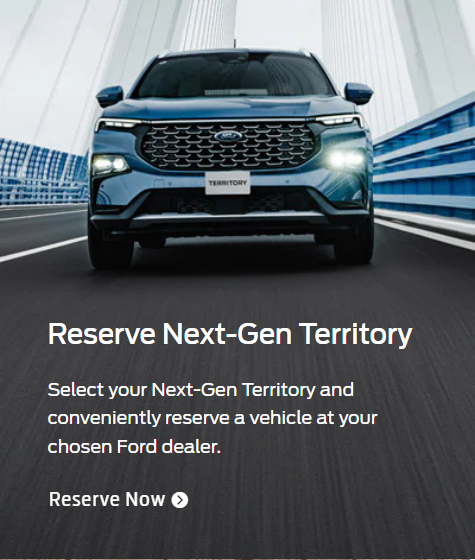 Ford
TERRITORY
Reserve Next-Gen Territory
Select your Next-Gen Territory and
conveniently reserve a vehicle at your
chosen Ford dealer.
Reserve Now